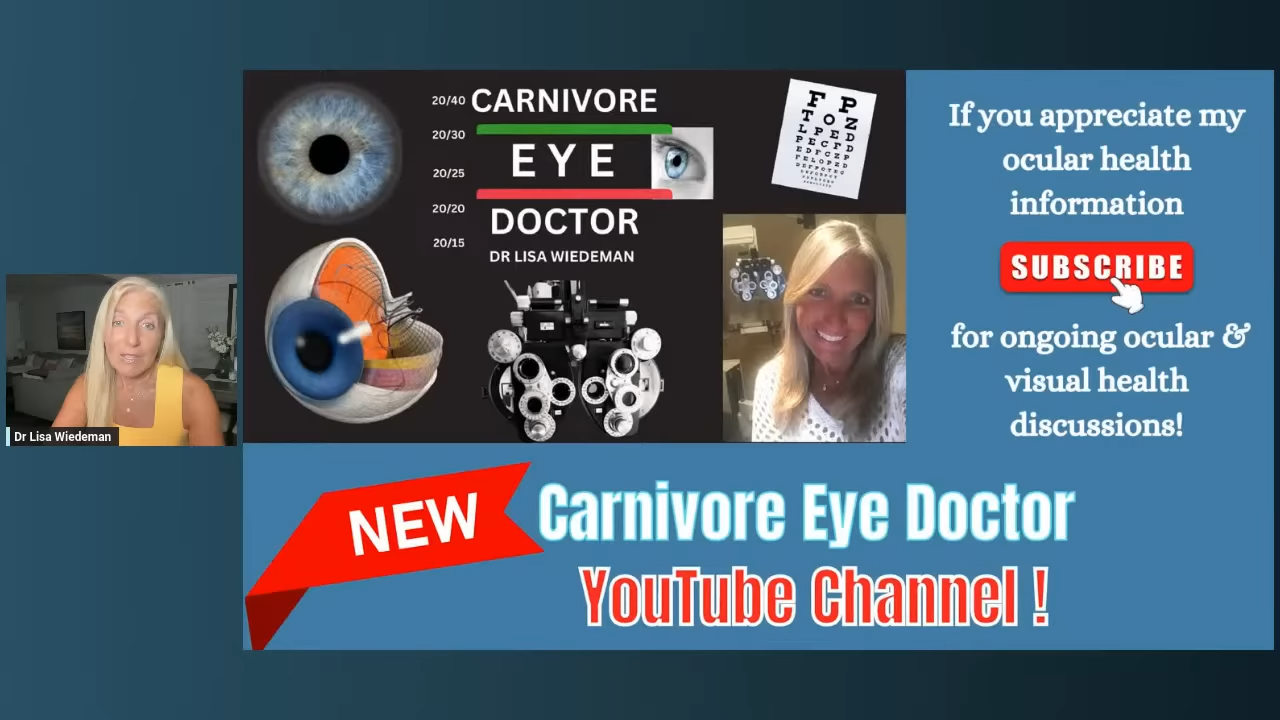 20/40 CARNIVORE
20/30
EYE
20/25
20/20 DOCTOR
20/15
DR LISA WIEDEMAN
F P
T O Z
If you appreciate my
ocular health
information
SUBSCRIBE
for ongoing ocular &
visual health
discussions!
Dr Lisa Wiedeman
NEW
Carnivore Eye Doctor
YouTube Channel !